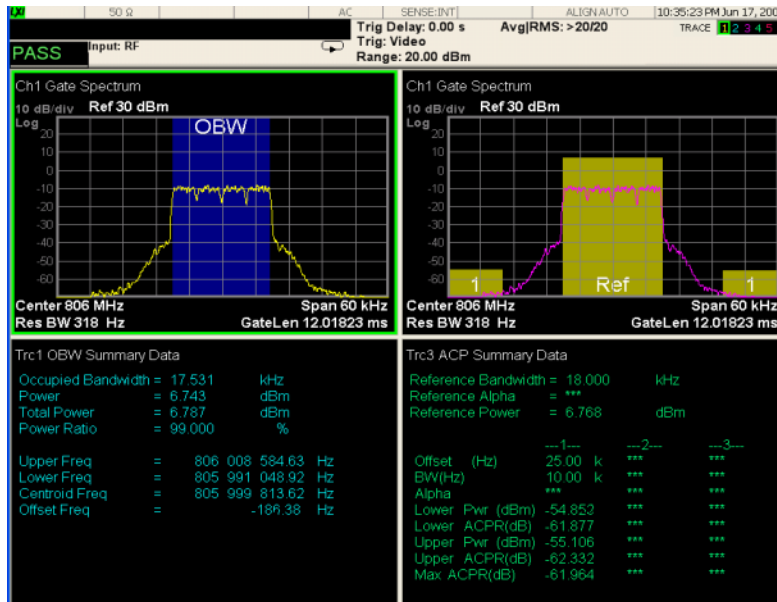 LXI 50 Ω AC SENSE:INT ALIGN AUTO 10:35:23 PM Jun 17, 200
PASS
Input: RF
Trig Delay: 0.00 s Avg|RMS: >20/20
Trig: Video
Range: 20.00 dBm
TRACE 1 2 3 4 5
Ch1 Gate Spectrum
10 dB/div Ref 30 dBm
Log
OBW
20
10
0
-10
-20
-30
-40
-50
-60
Center 806 MHz Span 60 kHz
Res BW 318 Hz GateLen 12.01823 ms
Ch1 Gate Spectrum
10 dB/div Ref 30 dBm
Log
20
10
0
-10
-20
-30
-40
-50
-60
1 Ref 1
Center 806 MHz Span 60 kHz
Res BW 318 Hz GateLen 12.01823 ms
Trc1 OBW Summary Data
Occupied Bandwidth = 17.531 kHz
Power = 6.743 dBm
Total Power = 6.787 dBm
Power Ratio = 99.000 %
Upper Freq = 806 008 584.63 Hz
Lower Freq = 805 991 048.92 Hz
Centroid Freq = 805 999 813.62 Hz
Offset Freq = -186.38 Hz
Trc3 ACP Summary Data
Reference Bandwidth = 18.000 kHz
Reference Alpha = ***
Reference Power = 6.768 dBm
---1--- ---2--- ---3---
Offset (Hz) 25.00 k *** ***
BW(Hz) 10.00 k *** ***
Alpha *** *** ***
Lower Pwr (dBm) -54.853 *** ***
Lower ACPR(dB) -61.877 *** ***
Upper Pwr (dBm) -55.106 *** ***
Upper ACPR(dB) -62.332 *** ***
Max ACPR(dB) -61.964 *** ***